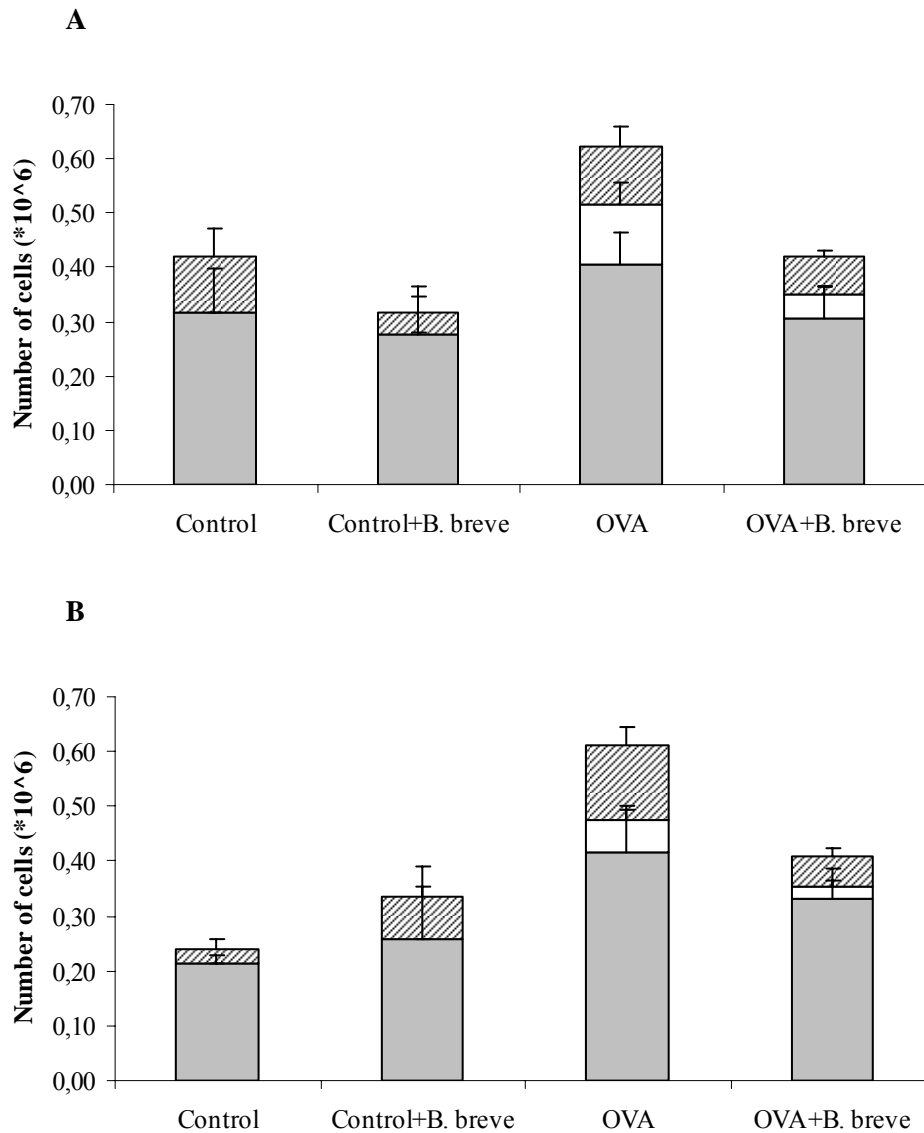 A
Number of cells (*10^6)
0,70
0,60
0,50
0,40
0,30
0,20
0,10
0,00
Control Control+B. breve OVA OVA+B. breve
B
Number of cells (*10^6)
0,70
0,60
0,50
0,40
0,30
0,20
0,10
0,00
Control Control+B. breve OVA OVA+B. breve